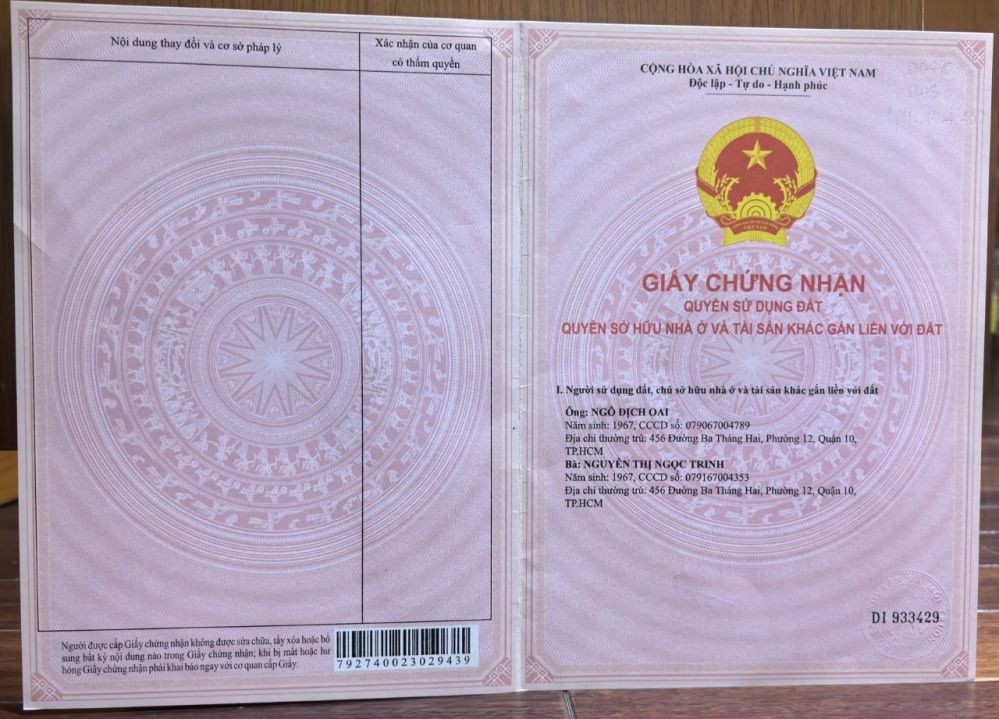 Nội dung thay đổi và cơ sở pháp lý
Xác nhận của cơ quan
có thẩm quyền
Người được cấp Giấy chứng nhận không được sửa chữa, tẩy xóa hoặc bổ
sung bất kỳ nội dung nào trong Giấy chứng nhận; khi bị mất hoặc hư
hỏng Giấy chứng nhận phải khai báo ngay với cơ quan cấp Giấy.
792740023029439
CỘNG HÒA XÃ HỘI CHỦ NGHĨA VIỆT NAM
Độc lập - Tự do - Hạnh phúc
VIỆT NAM
GIẤY CHỨNG NHẬN
QUYỀN SỬ DỤNG ĐẤT
QUYỀN SỞ HỮU NHÀ Ở VÀ TÀI SẢN KHÁC GẮN LIỀN VỚI ĐẤT
I. Người sử dụng đất, chủ sở hữu nhà ở và tài sản khác gắn liền với đất
Ông: NGÔ ĐỊCH OAI
Năm sinh: 1967, CCCD số: 079067004789
Địa chỉ thường trú: 456 Đường Ba Tháng Hai, Phường 12, Quận 10,
TP.HCM
Bà: NGUYỄN THỊ NGỌC TRINH
Năm sinh: 1967, CCCD số: 079167004353
Địa chỉ thường trú: 456 Đường Ba Tháng Hai, Phường 12, Quận 10,
TP.HCM
DI 933429